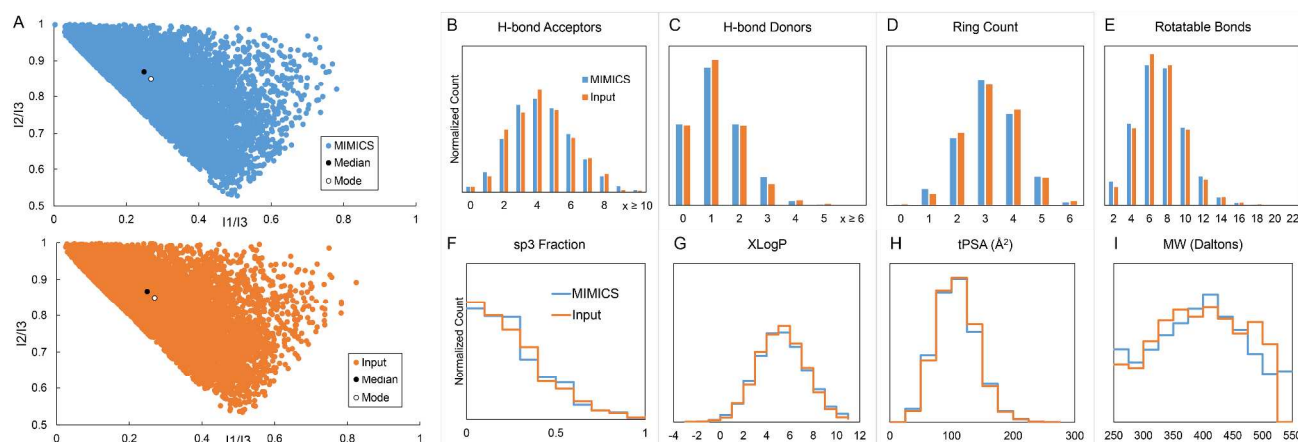 A
1
0.9
0.8
0.7
0.6
0.5
I2/I3
0 0.2 0.4 0.6 0.8 1
I1/I3
MIMICS
Median
Mode
1
0.9
0.8
0.7
0.6
0.5
I2/I3
0 0.2 0.4 0.6 0.8 1
I1/I3
Input
Median
Mode
B H-bond Acceptors
Normalized Count
MIMICS
Input
0 2 4 6 8 x ≥ 10
C H-bond Donors
0 1 2 3 4 5 x ≥ 6
D Ring Count
0 1 2 3 4 5 6
E Rotatable Bonds
2 4 6 8 10 12 14 16 18 20 22
F sp3 Fraction
Normalized Count
MIMICS
Input
0 0.5 1
G XLogP
-4 -2 0 2 4 6 8 10 12
H tPSA (Å²)
0 100 200 300
I MW (Daltons)
250 300 350 400 450 500 550